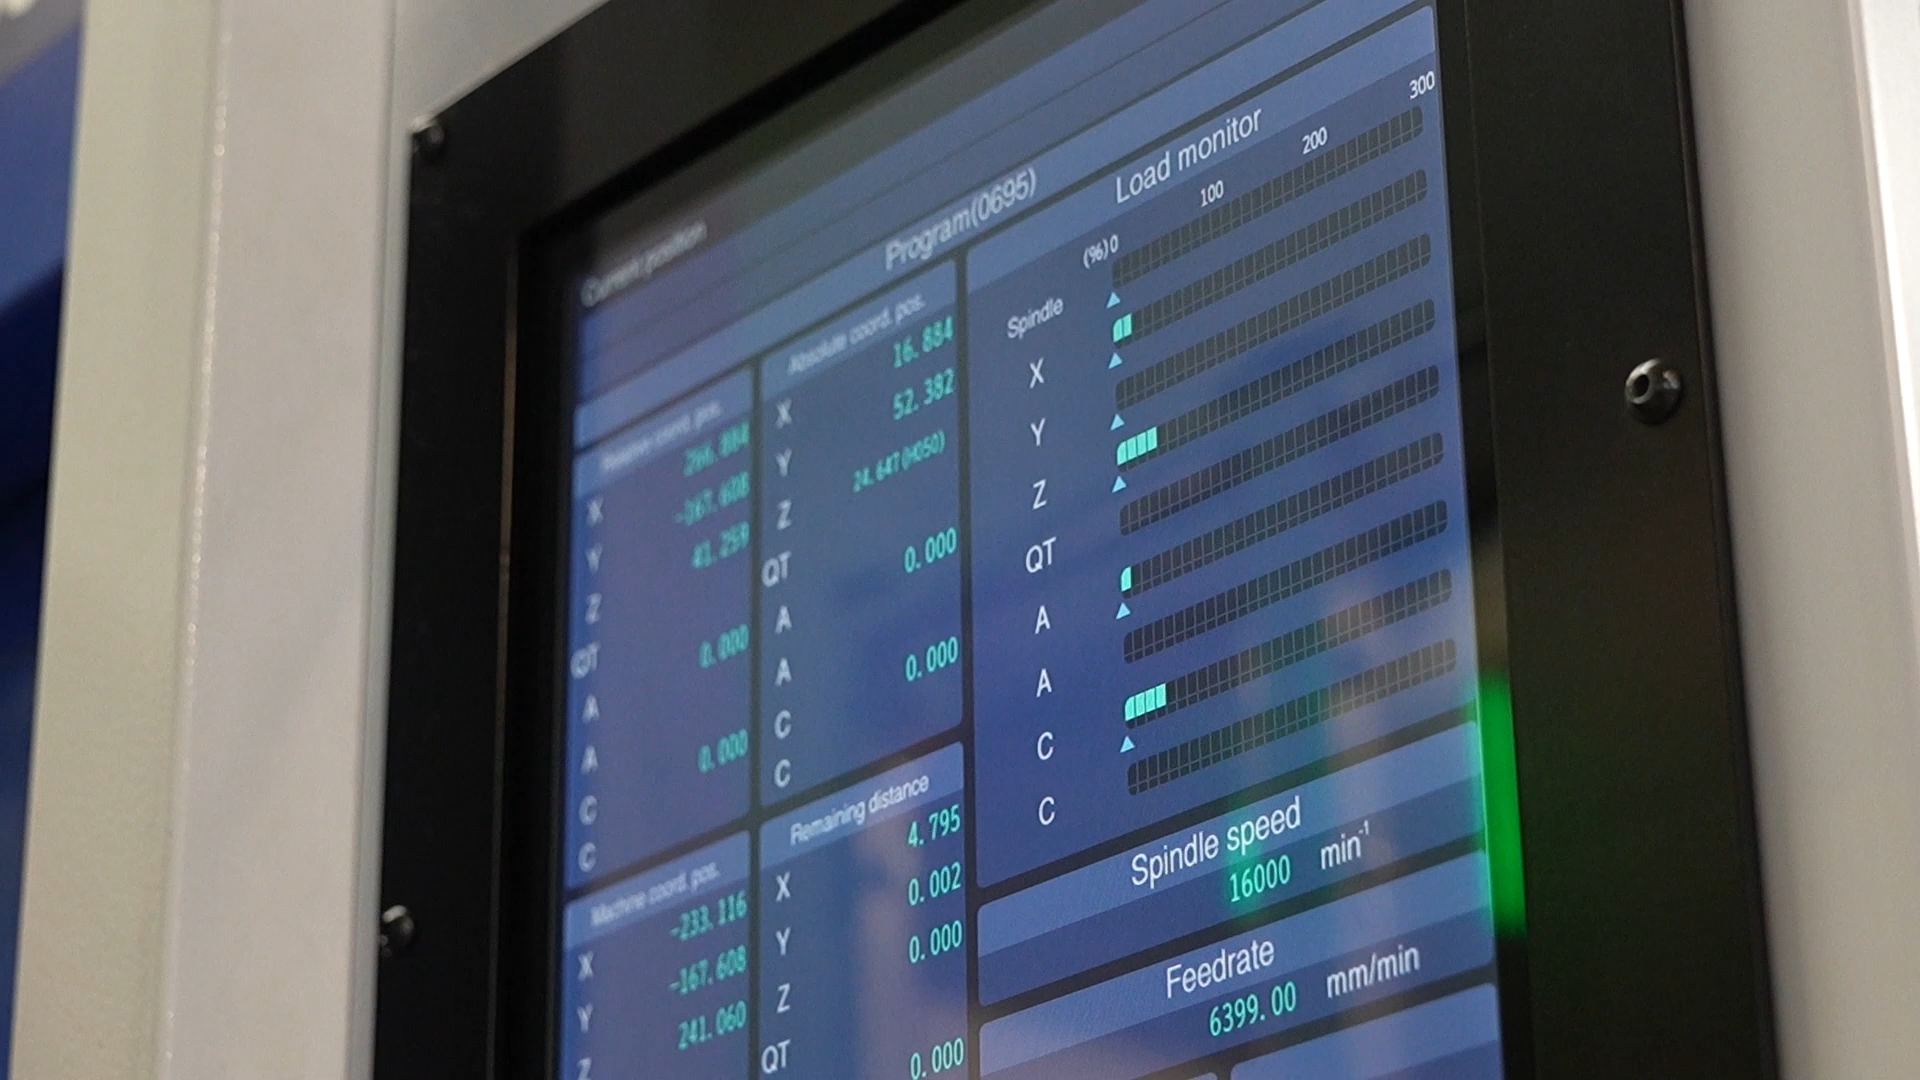 Current position
Program(0695)
Relative coord. pos.
X 266.884
Y -167.608
Z 41.259
QT
A 0.000
A
C 0.000
C
Absolute coord. pos.
X 16.884
Y 52.382
Z 24.647(H050)
QT
A 0.000
A
C 0.000
C
Machine coord. pos.
X -233.116
Y -167.608
Z 241.060
Remaining distance
X 4.795
Y 0.002
Z 0.000
QT
0.000
Load monitor
(%) 0 100 200 300
Spindle
X
Y
Z
QT
A
A
C
C
Spindle speed
16000 min-1
Feedrate
6399.00 mm/min